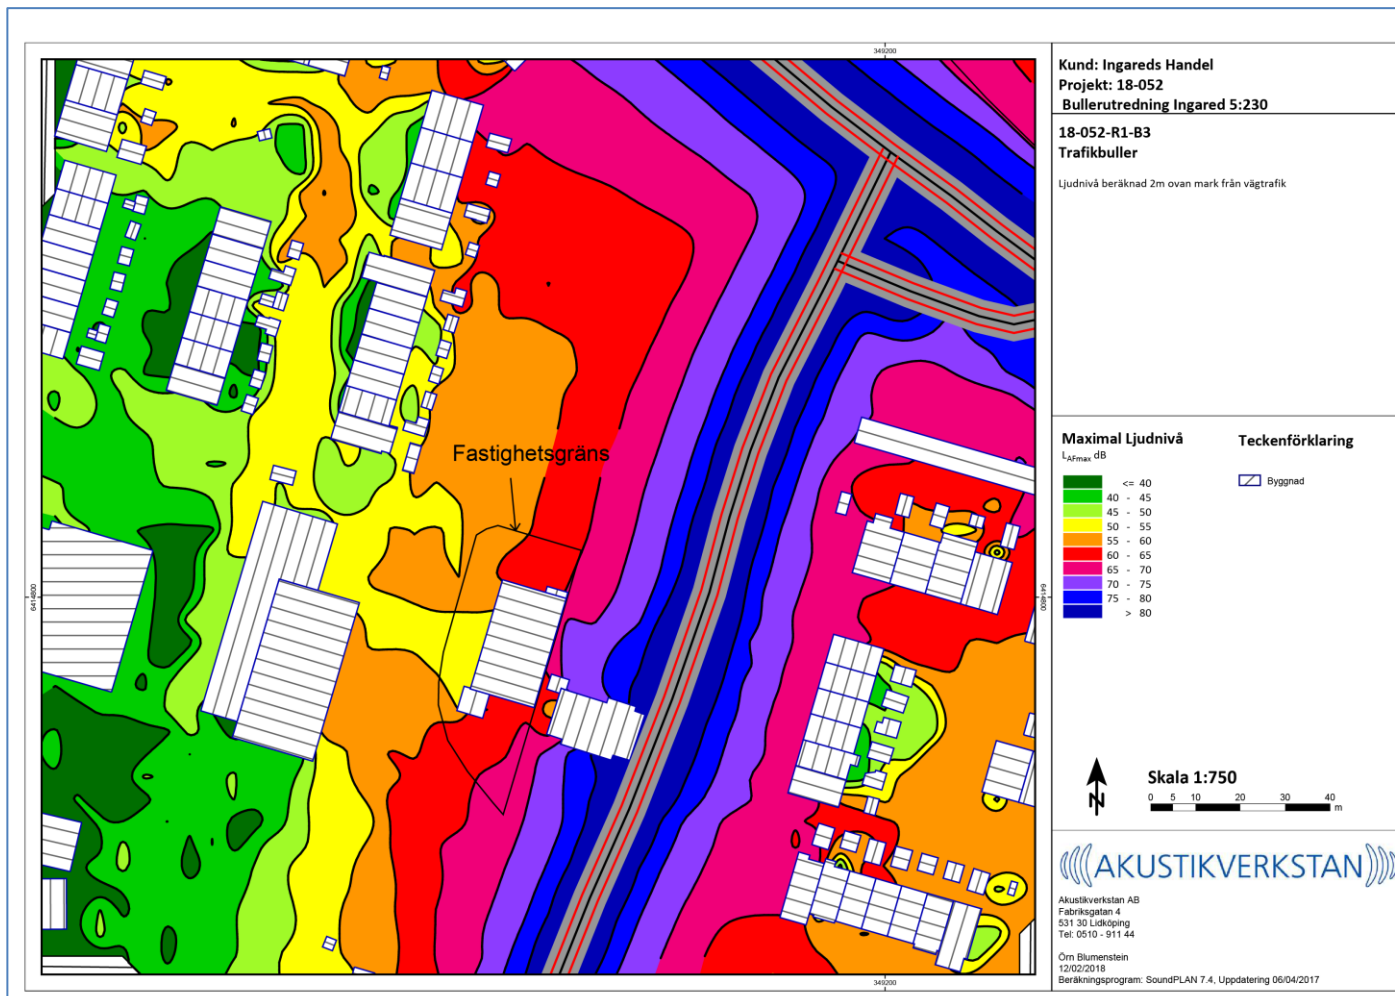 349200
Kund: Ingareds Handel
Projekt: 18-052
Bullerutredning Ingared 5:230
18-052-R1-B3
Trafikbuller
Ljudnivå beräknad 2m ovan mark från vägtrafik
Fastighetsgräns
Maximal Ljudnivå
LAFmax dB
<= 40
40 - 45
45 - 50
50 - 55
55 - 60
60 - 65
65 - 70
70 - 75
75 - 80
> 80
Teckenförklaring
Byggnad
6414800
6414800
N
Skala 1:750
0 5 10 20 30 40
m
AKUSTIKVERKSTAN
Akustikverkstan AB
Fabriksgatan 4
531 30 Lidköping
Tel: 0510 - 911 44
Örn Blumenstein
12/02/2018
Beräkningsprogram: SoundPLAN 7.4, Uppdatering 06/04/2017
349200